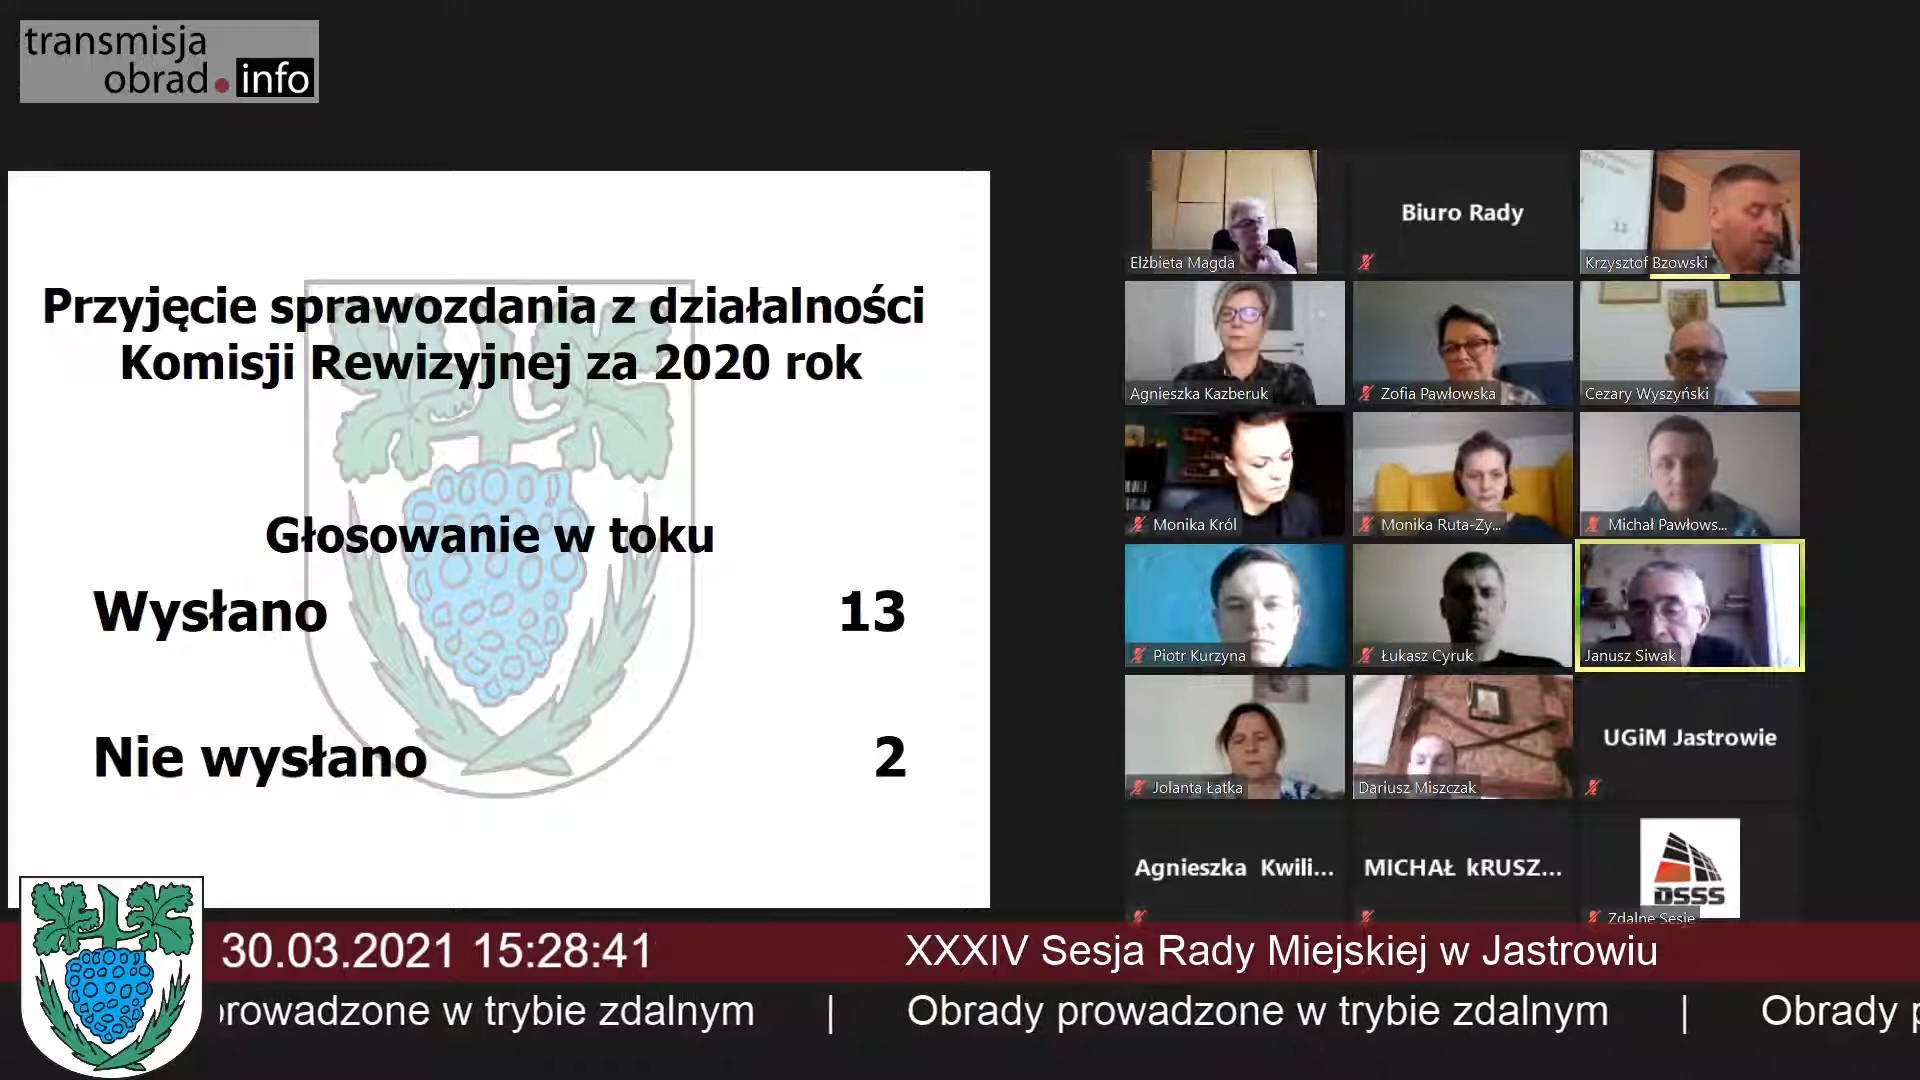 transmisja
obrad.info
Przyjęcie sprawozdania z działalności
Komisji Rewizyjnej za 2020 rok
Głosowanie w toku
Wysłano 13
Nie wysłano 2
Elżbieta Magda
Biuro Rady
Krzysztof Bzowski
Agnieszka Kazberuk
Zofia Pawłowska
Cezary Wyszyński
Monika Król
Monika Ruta-Zy...
Michał Pawłows...
Piotr Kurzyna
Łukasz Cyruk
Janusz Siwak
Jolanta Łatka
Dariusz Miszczak
UGiM Jastrowie
Agnieszka Kwili...
MICHAŁ kRUSZ...
DSSS
Zdalne Sesje
30.03.2021 15:28:41 XXXIV Sesja Rady Miejskiej w Jastrowiu
prowadzone w trybie zdalnym | Obrady prowadzone w trybie zdalnym | Obrady p